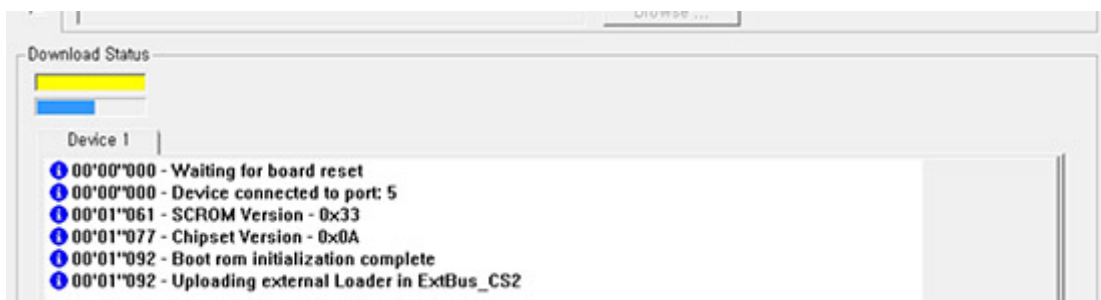 Browse ...
Download Status
Device 1
00'00"000 - Waiting for board reset
00'00"000 - Device connected to port: 5
00'01"061 - SCROM Version - 0x33
00'01"077 - Chipset Version - 0x0A
00'01"092 - Boot rom initialization complete
00'01"092 - Uploading external Loader in ExtBus_CS2